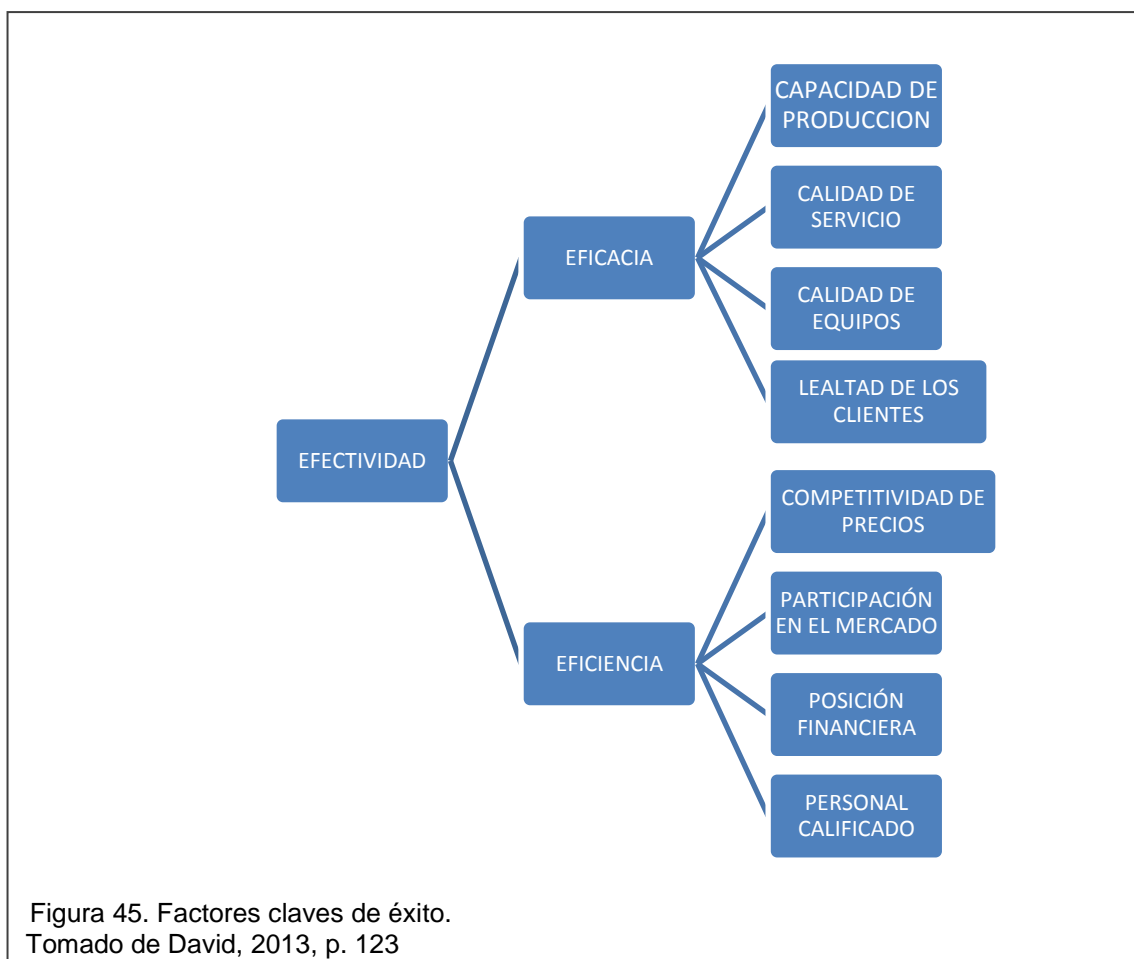 CAPACIDAD DE
PRODUCCION
CALIDAD DE
SERVICIO
EFICACIA
CALIDAD DE
EQUIPOS
LEALTAD DE LOS
CLIENTES
EFECTIVIDAD
COMPETITIVIDAD DE
PRECIOS
PARTICIPACIÓN
EN EL MERCADO
EFICIENCIA
POSICIÓN
FINANCIERA
PERSONAL
CALIFICADO
Figura 45. Factores claves de éxito.
Tomado de David, 2013, p. 123